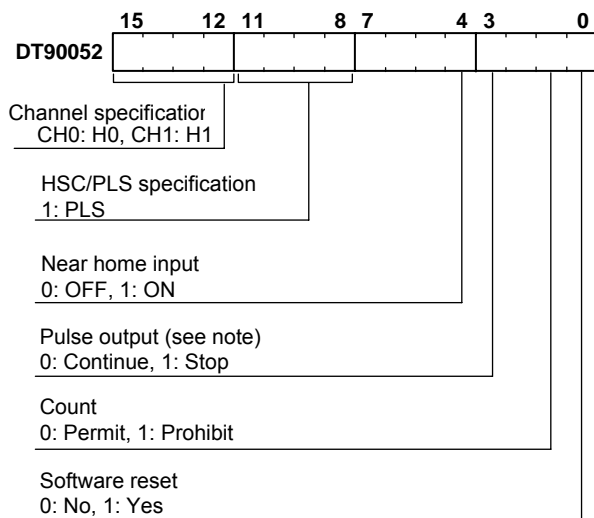 15 12 11 8 7 4 3 0
DT90052
Channel specification
CH0: H0, CH1: H1
HSC/PLS specification
1: PLS
Near home input
0: OFF, 1: ON
Pulse output (see note)
0: Continue, 1: Stop
Count
0: Permit, 1: Prohibit
Software reset
0: No, 1: Yes